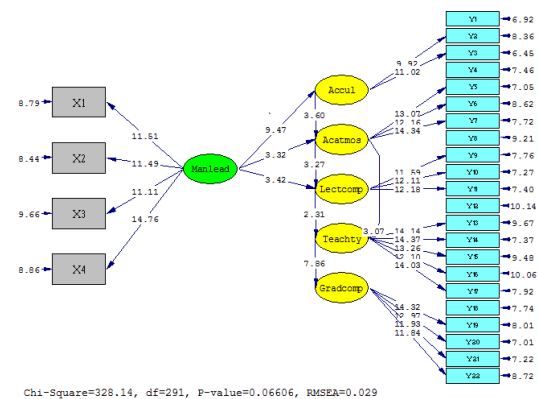 Y1 6.92
Y2 8.36
Y3 6.45
Y4 7.46
Y5 7.05
Y6 8.62
Y7 7.72
Y8 9.21
Y9 7.76
Y10 7.27
Y11 7.40
Y12 10.14
Y13 9.67
Y14 7.37
Y15 9.48
Y16 10.06
Y17 7.92
Y18 7.74
Y19 8.01
Y20 7.01
Y21 7.22
Y22 8.72
8.79 X1
8.44 X2
9.66 X3
8.86 X4
11.51
11.49
11.11
14.76
Manlead
9.47
3.32
3.42
Accul
3.60
Acatmos
3.27
Lectcomp
2.31
Teachty
7.86
Gradcomp
9.92
11.02
13.07
12.16
14.34
11.59
12.11
12.18
3.07
14.14
14.37
13.26
12.10
14.03
14.32
12.97
11.93
11.84
Chi-Square=328.14, df=291, P-value=0.06606, RMSEA=0.029